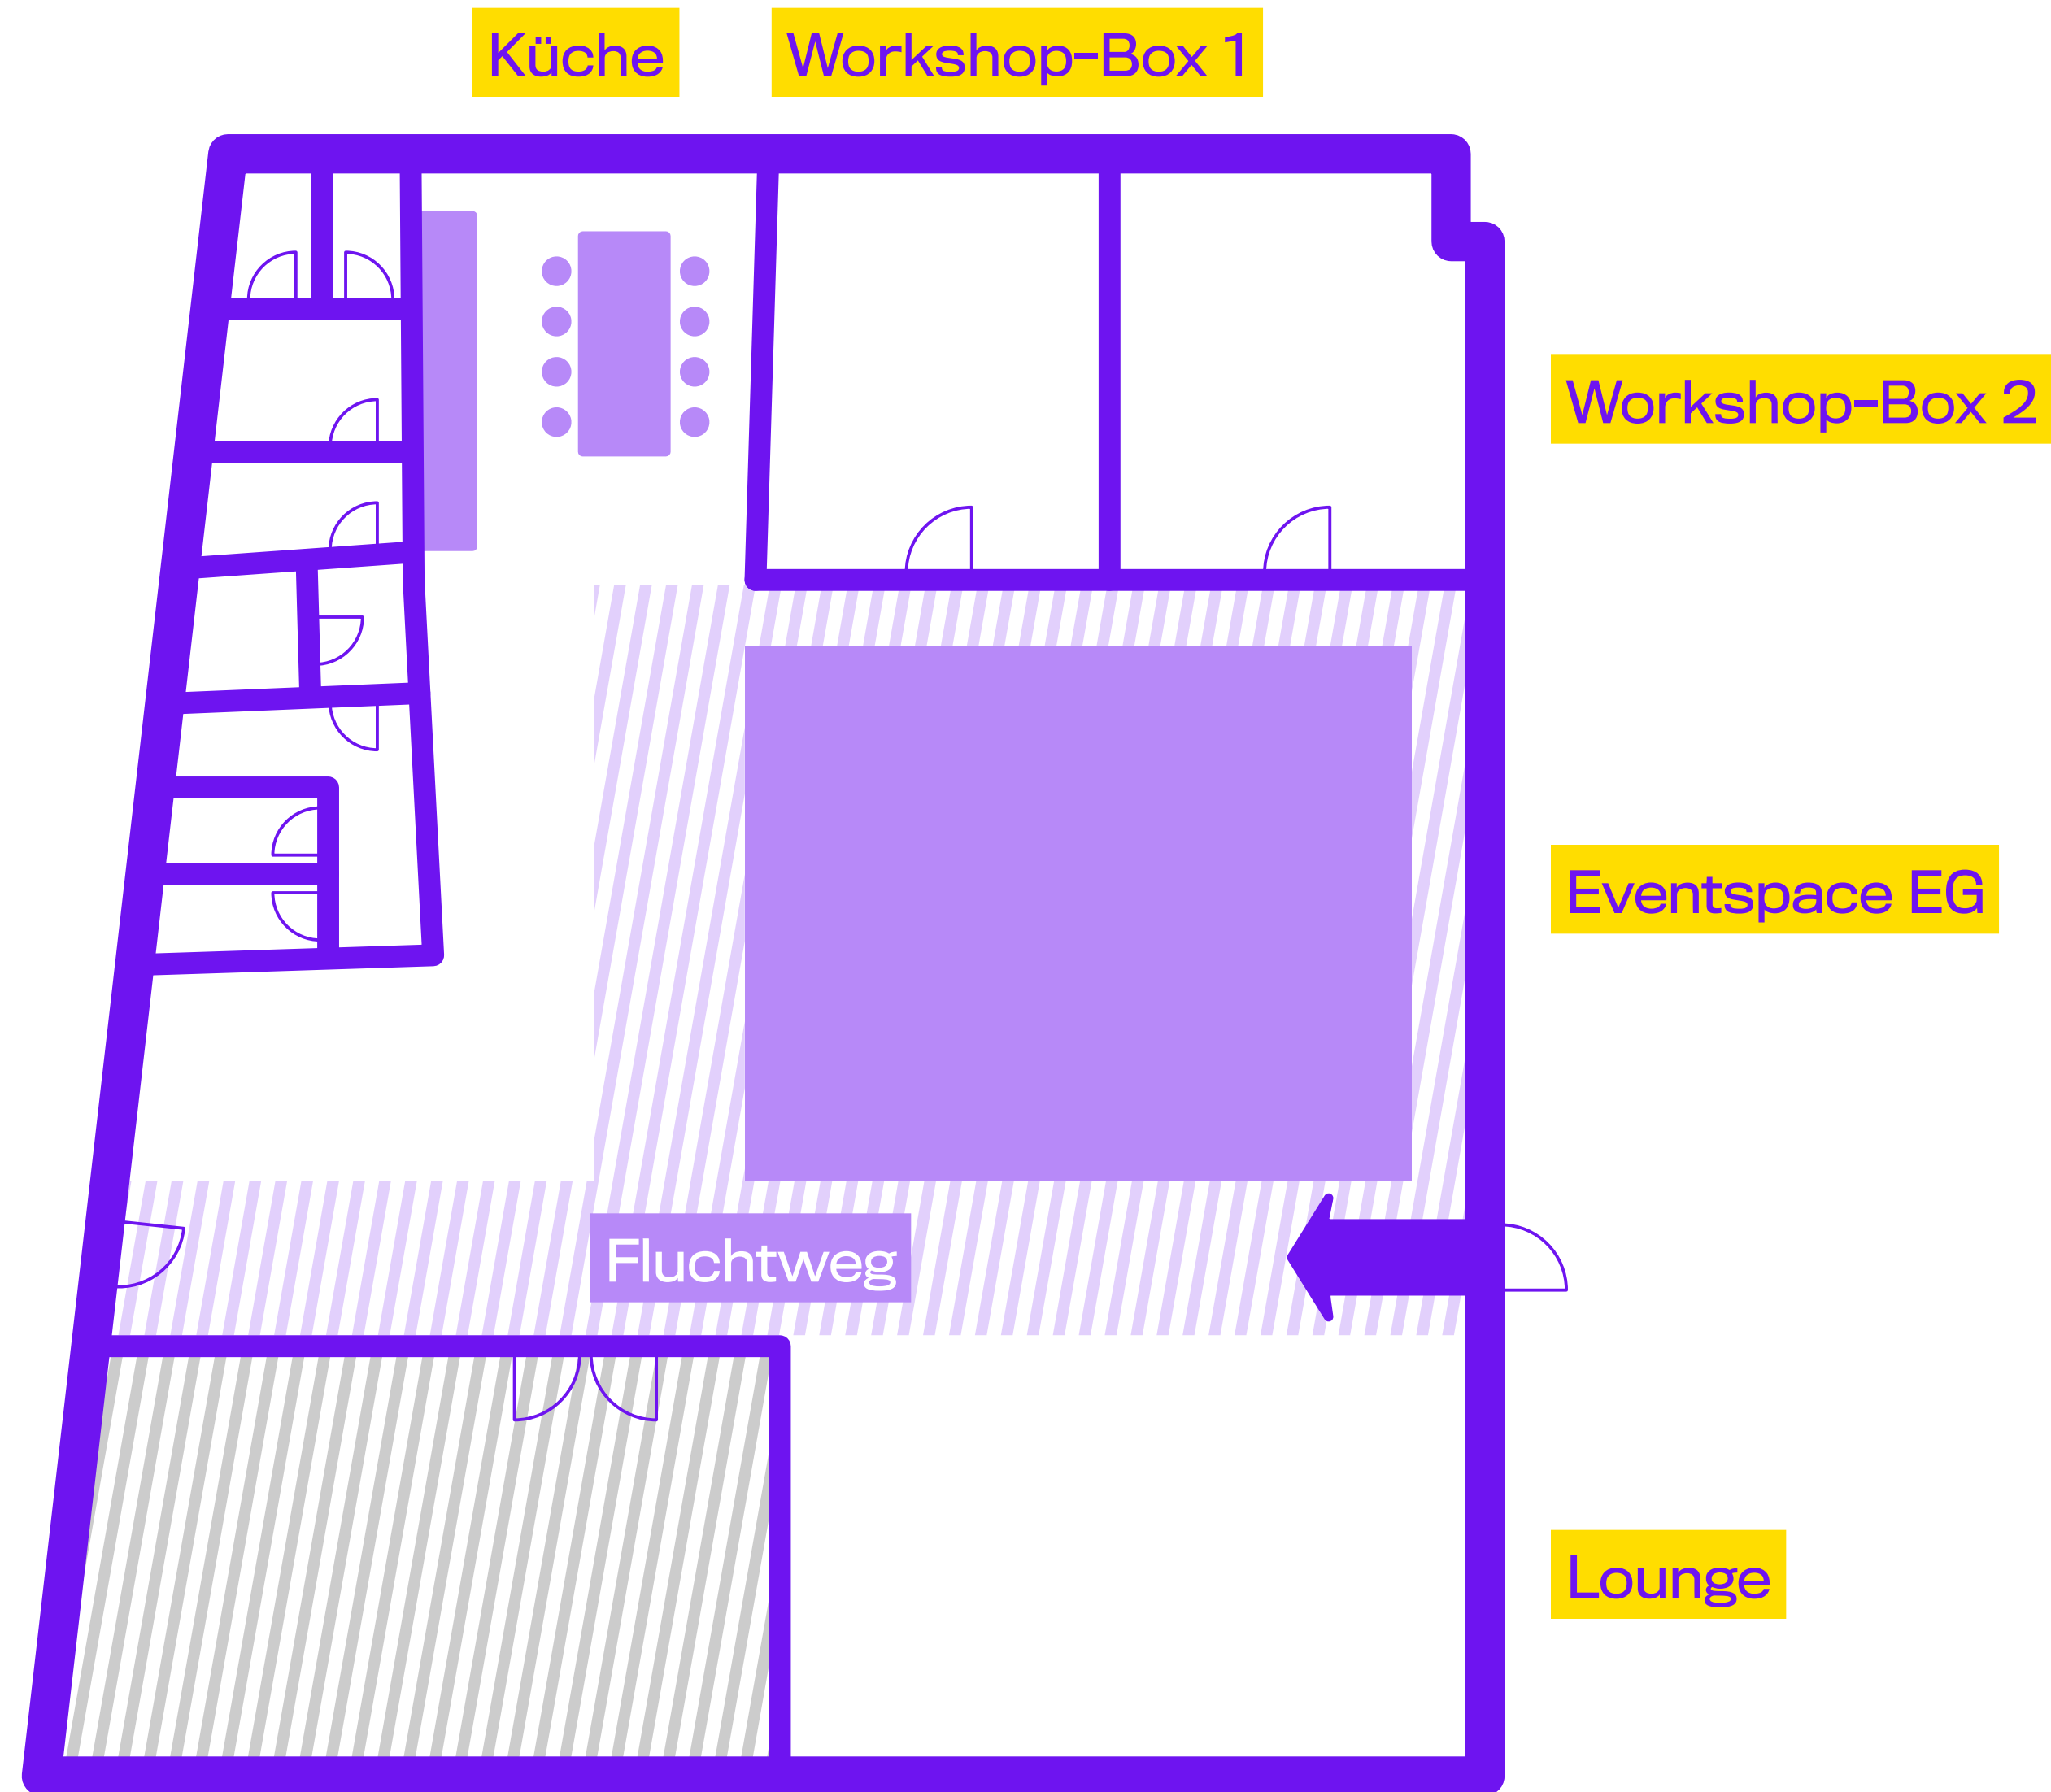 Küche
Workshop-Box 1
Workshop-Box 2
Eventspace EG
Fluchtweg
Lounge